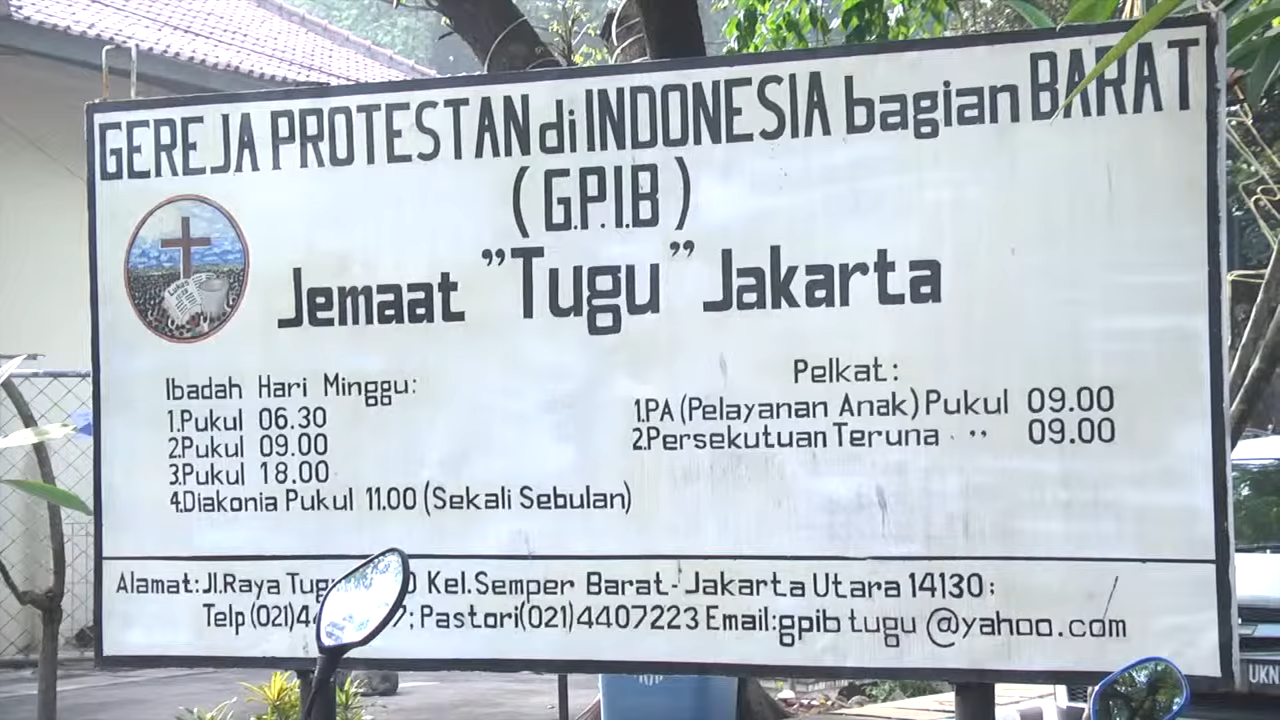 GEREJA PROTESTAN di INDONESIA bagian BARAT
(G.P.I.B)
Jemaat "Tugu" Jakarta
Lukas
Ibadah Hari Minggu:
1.Pukul 06.30
2.Pukul 09.00
3.Pukul 18.00
4.Diakonia Pukul 11.00 (Sekali Sebulan)
Pelkat:
1.PA (Pelayanan Anak) Pukul 09.00
2.Persekutuan Teruna " 09.00
Alamat: Jl.Raya Kel.Semper Barat - Jakarta Utara 14130;
Telp (021) ; Pastori(021)4407223 Email:gpib tugu @yahoo.com
UKN